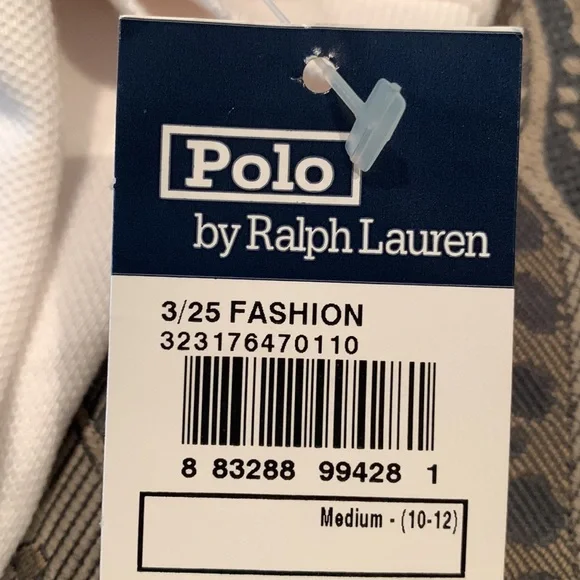 Polo
by Ralph Lauren
3/25 FASHION
323176470110
8 83288 99428 1
Medium - (10-12)